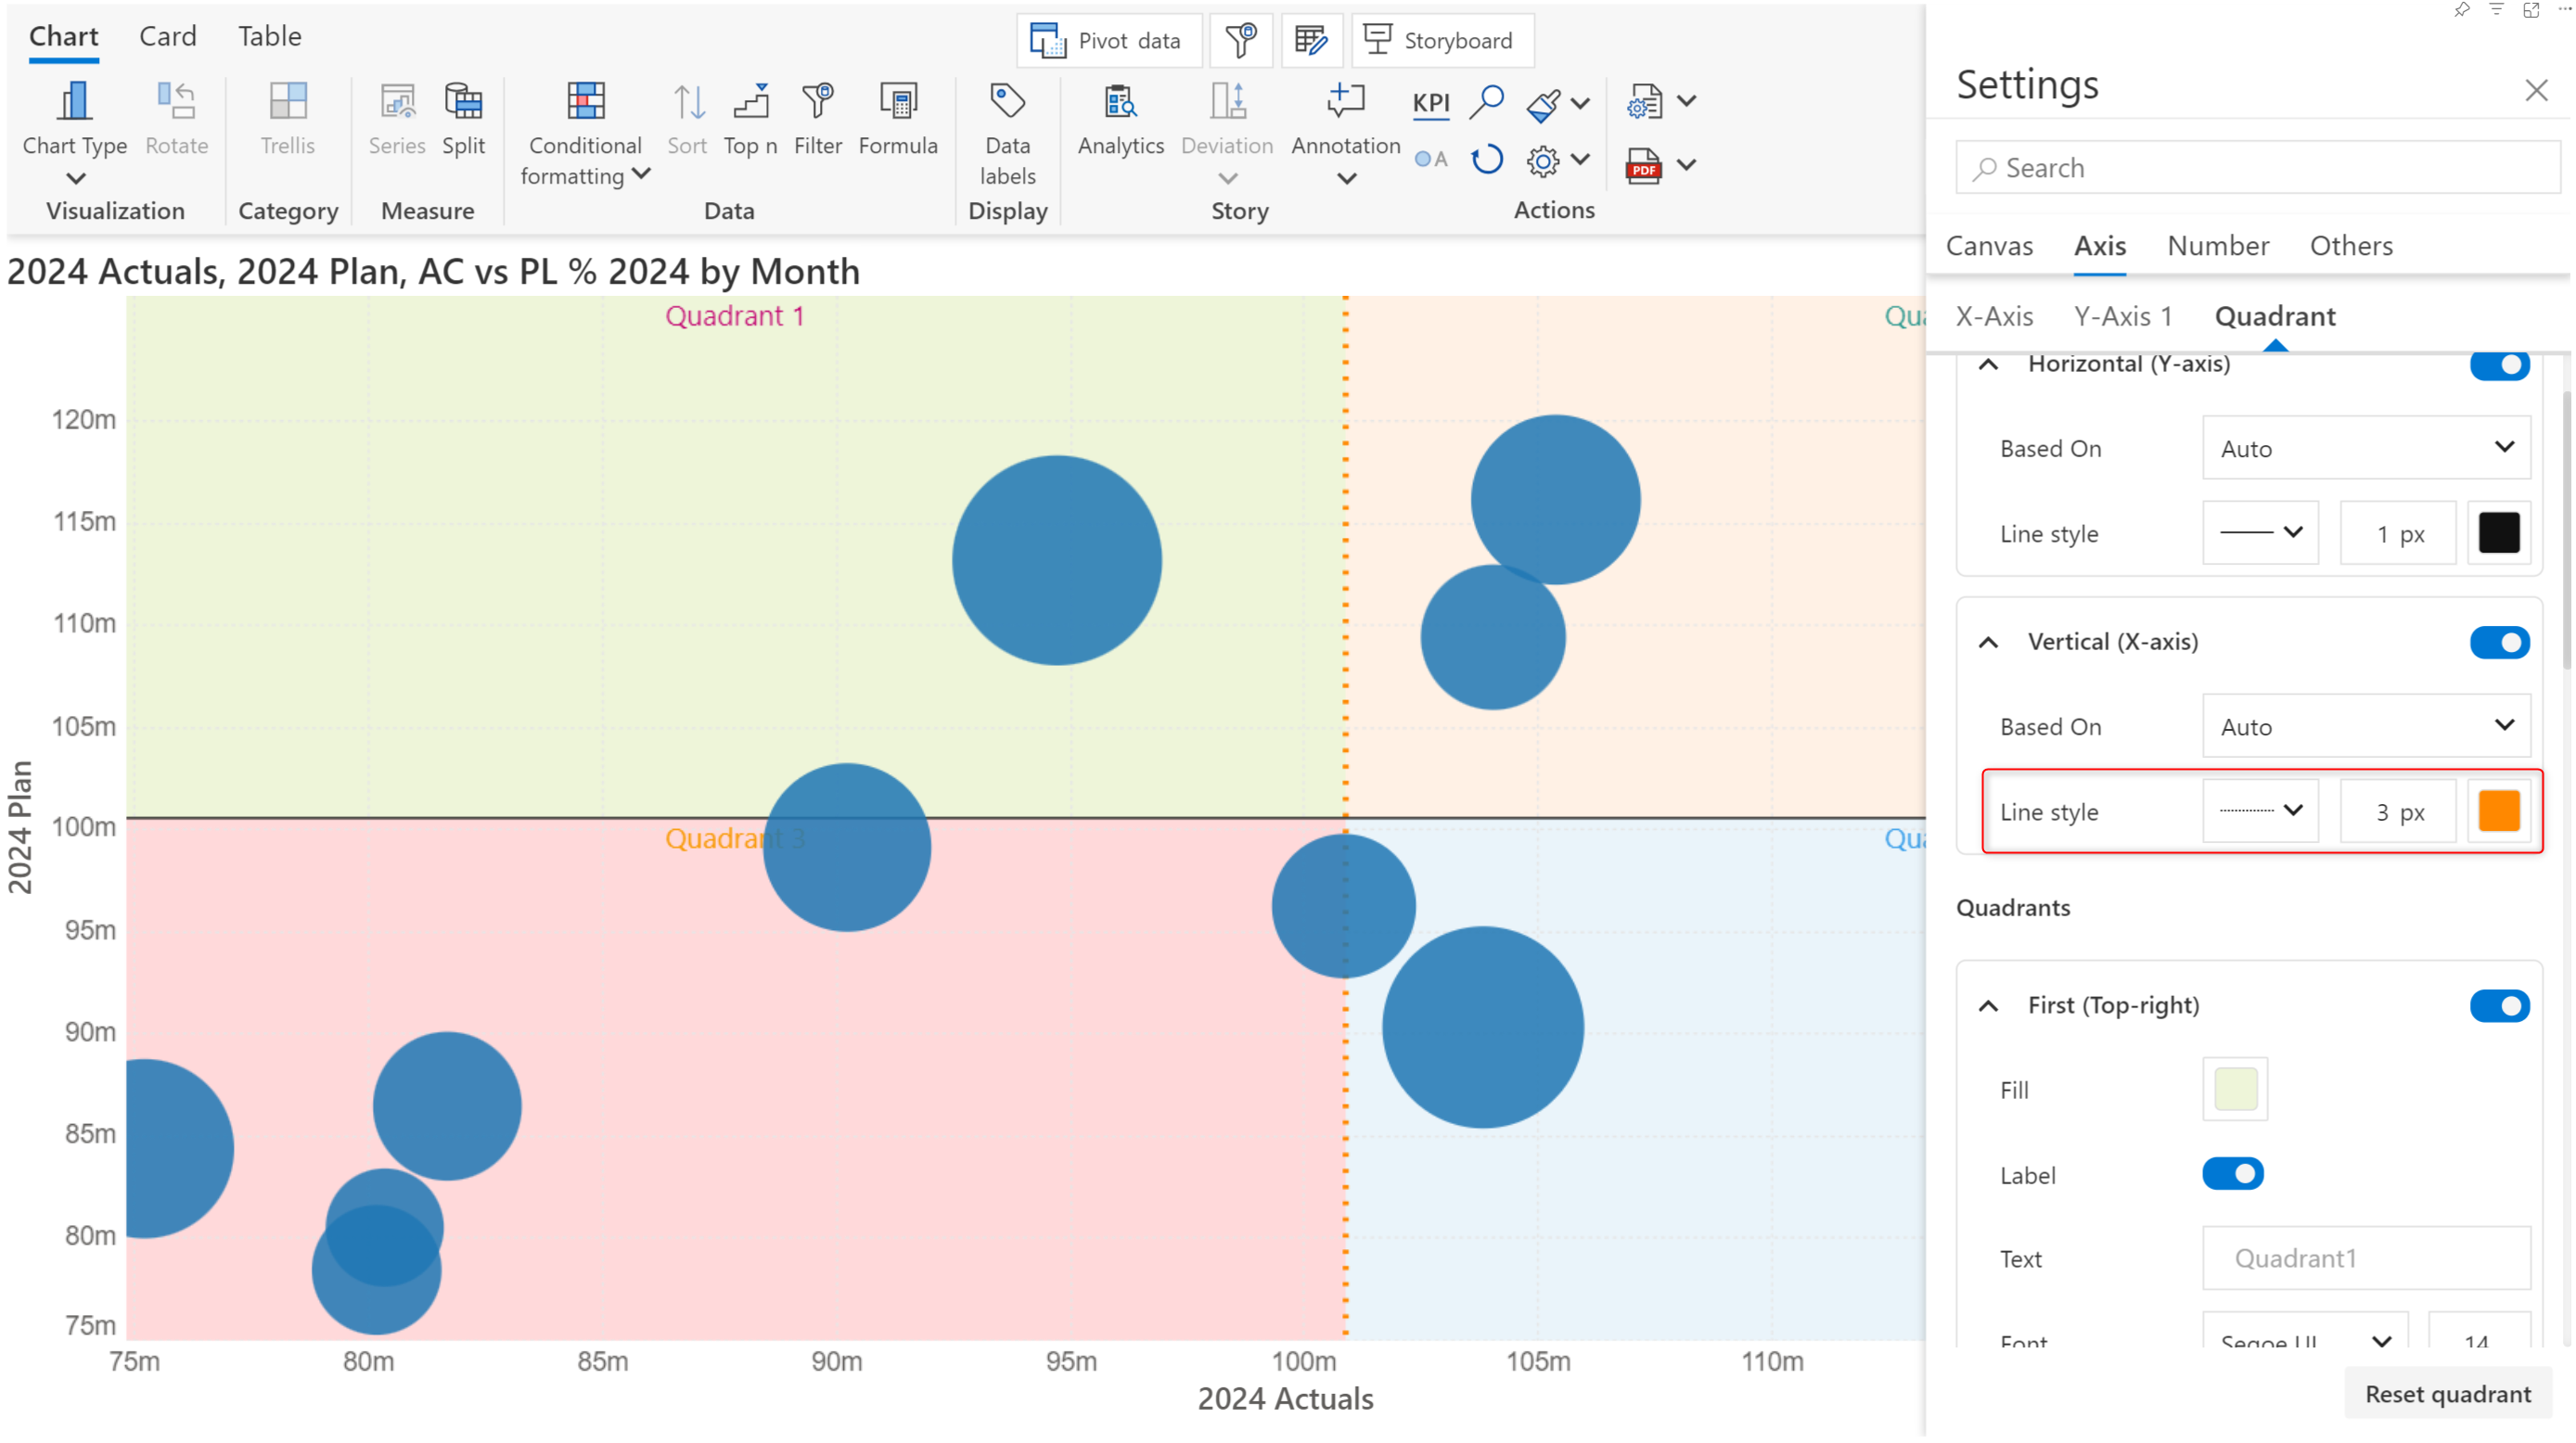 Chart Card Table
Pivot data Storyboard
Chart Type Rotate Trellis Series Split Conditional formatting Sort Top n Filter Formula Data labels Analytics Deviation Annotation KPI A PDF
Visualization Category Measure Data Display Story Actions
2024 Actuals, 2024 Plan, AC vs PL % 2024 by Month
Quadrant 1
Qua
120m
115m
110m
105m
100m
Quadrant 3
Qua
95m
90m
85m
80m
75m
2024 Plan
75m 80m 85m 90m 95m 100m 105m 110m
2024 Actuals
Settings
Search
Canvas Axis Number Others
X-Axis Y-Axis 1 Quadrant
Horizontal (Y-axis)
Based On Auto
Line style 1 px
Vertical (X-axis)
Based On Auto
Line style 3 px
Quadrants
First (Top-right)
Fill
Label
Text Quadrant1
Font Segoe UI 14
Reset quadrant